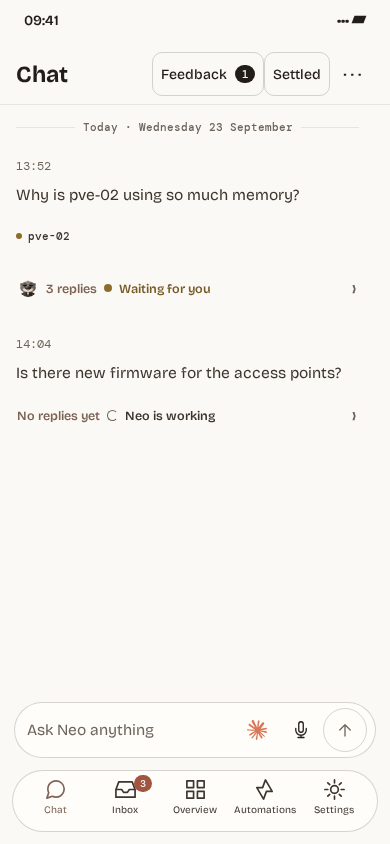 09:41
Chat
Feedback 1
Settled
Today · Wednesday 23 September
13:52
Why is pve-02 using so much memory?
pve-02
3 replies Waiting for you
14:04
Is there new firmware for the access points?
No replies yet Neo is working
Ask Neo anything
3
Chat Inbox Overview Automations Settings